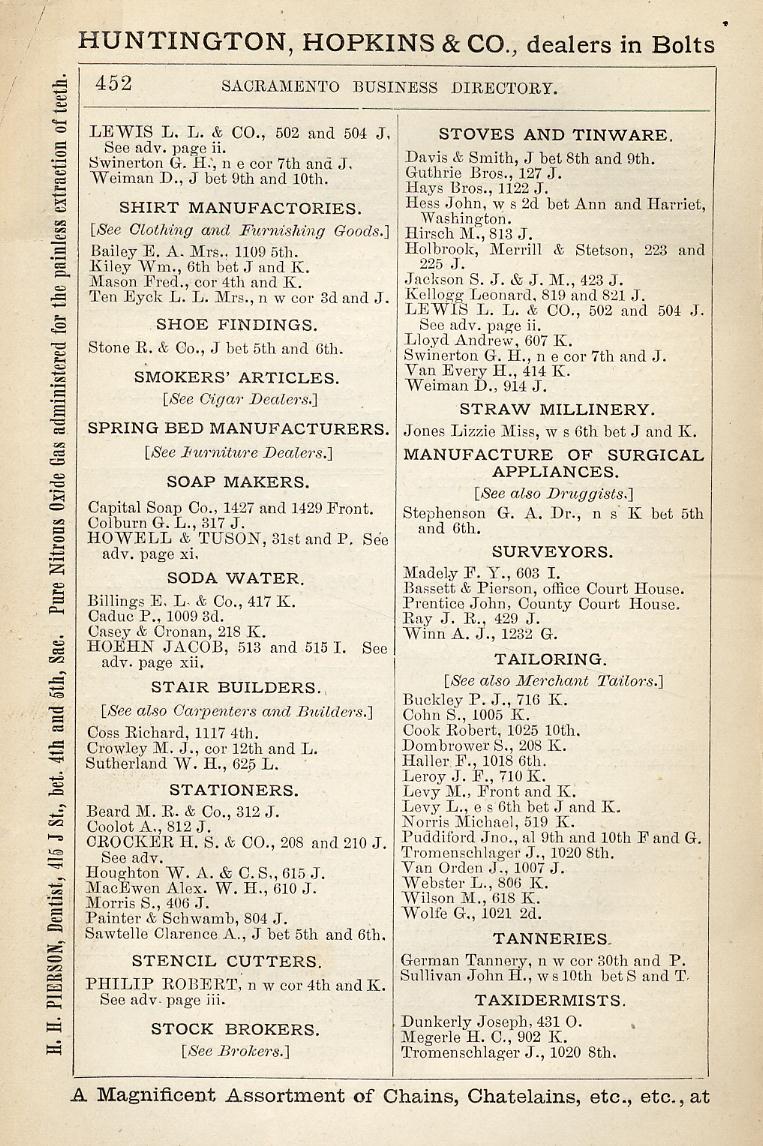 HUNTINGTON, HOPKINS & CO., dealers in Bolts
452 SACRAMENTO BUSINESS DIRECTORY.
LEWIS L. L. & CO., 502 and 504 J.
See adv. page ii.
Swinerton G. H., n e cor 7th and J.
Weiman D., J bet 9th and 10th.
SHIRT MANUFACTORIES.
[See Clothing and Furnishing Goods.]
Bailey E. A. Mrs., 1109 5th.
Kiley Wm., 6th bet J and K.
Mason Fred., cor 4th and K.
Ten Eyck L. L. Mrs., n w cor 3d and J.
SHOE FINDINGS.
Stone R. & Co., J bet 5th and 6th.
SMOKERS' ARTICLES.
[See Cigar Dealers.]
SPRING BED MANUFACTURERS.
[See Furniture Dealers.]
SOAP MAKERS.
Capital Soap Co., 1427 and 1429 Front.
Colburn G. L., 317 J.
HOWELL & TUSON, 31st and P. See
adv. page xi.
SODA WATER.
Billings E. L. & Co., 417 K.
Caduc P., 1009 3d.
Casey & Cronan, 218 K.
HOEHN JACOB, 513 and 515 I. See
adv. page xii.
STAIR BUILDERS.
[See also Carpenters and Builders.]
Coss Richard, 1117 4th.
Crowley M. J., cor 12th and L.
Sutherland W. H., 625 L.
STATIONERS.
Beard M. R. & Co., 312 J.
Coolot A., 812 J.
CROCKER H. S. & CO., 208 and 210 J.
See adv.
Houghton W. A. & C. S., 615 J.
MacEwen Alex. W. H., 610 J.
Morris S., 406 J.
Painter & Schwamb, 804 J.
Sawtelle Clarence A., J bet 5th and 6th.
STENCIL CUTTERS.
PHILIP ROBERT, n w cor 4th and K.
See adv. page iii.
STOCK BROKERS.
[See Brokers.]
STOVES AND TINWARE.
Davis & Smith, J bet 8th and 9th.
Guthrie Bros., 127 J.
Hays Bros., 1122 J.
Hess John, w s 2d bet Ann and Harriet,
Washington.
Hirsch M., 813 J.
Holbrook, Merrill & Stetson, 223 and
225 J.
Jackson S. J. & J. M., 423 J.
Kellogg Leonard, 819 and 821 J.
LEWIS L. L. & CO., 502 and 504 J.
See adv. page ii.
Lloyd Andrew, 607 K.
Swinerton G. H., n e cor 7th and J.
Van Every H., 414 K.
Weiman D., 914 J.
STRAW MILLINERY.
Jones Lizzie Miss, w s 6th bet J and K.
MANUFACTURE OF SURGICAL
APPLIANCES.
[See also Druggists.]
Stephenson G. A. Dr., n s K bet 5th
and 6th.
SURVEYORS.
Madely F. Y., 603 I.
Bassett & Pierson, office Court House.
Prentice John, County Court House.
Ray J. R., 429 J.
Winn A. J., 1232 G.
TAILORING.
[See also Merchant Tailors.]
Buckley P. J., 716 K.
Cohn S., 1005 K.
Cook Robert, 1025 10th.
Dombrower S., 208 K.
Haller F., 1018 6th.
Leroy J. F., 710 K.
Levy M., Front and K.
Levy L., e s 6th bet J and K.
Norris Michael, 519 K.
Puddiford Jno., al 9th and 10th F and G.
Tromenschlager J., 1020 8th.
Van Orden J., 1007 J.
Webster L., 806 K.
Wilson M., 618 K.
Wolfe G., 1021 2d.
TANNERIES.
German Tannery, n w cor 30th and P.
Sullivan John H., w s 10th bet S and T.
TAXIDERMISTS.
Dunkerly Joseph, 431 O.
Megerle H. C., 902 K.
Tromenschlager J., 1020 8th.
H. H. PIERSON, Dentist, 415 J St., bet. 4th and 5th, Sac. Pure Nitrous Oxide Gas administered for the painless extraction of teeth.
A Magnificent Assortment of Chains, Chatelains, etc., etc., at